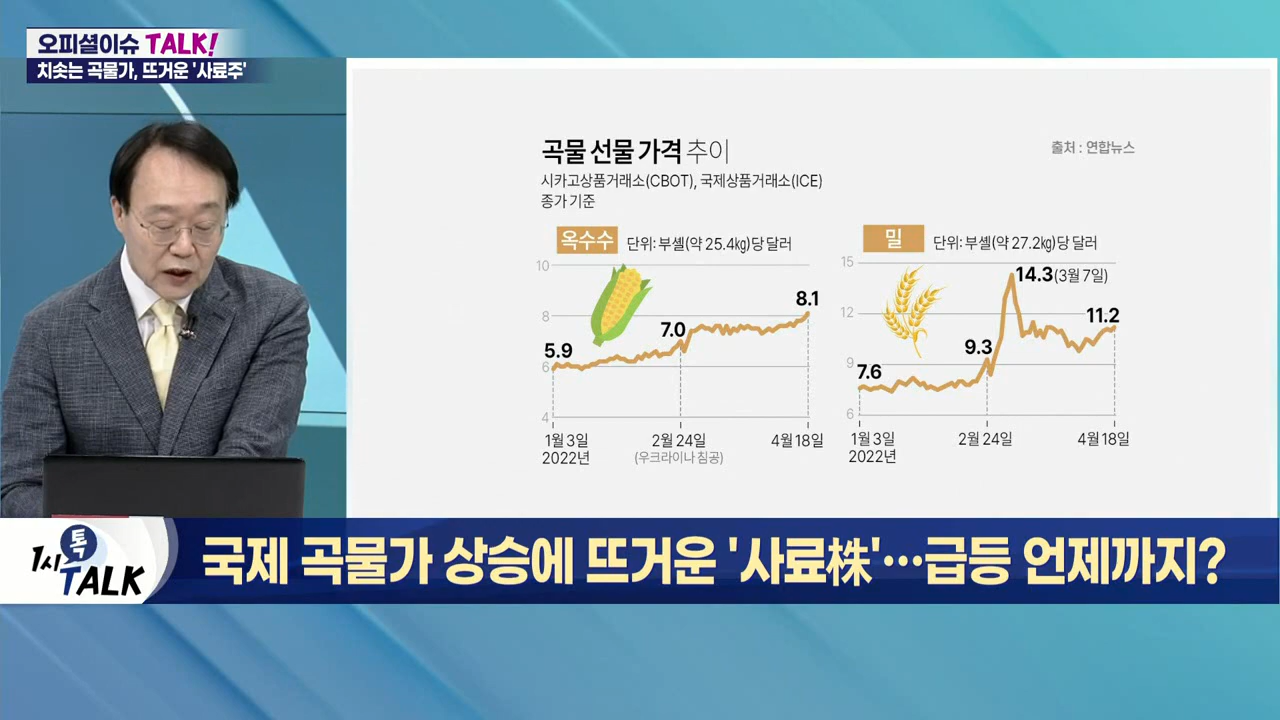 오피셜이슈 TALK!
치솟는 곡물가, 뜨거운 '사료주'
곡물 선물 가격 추이
출처 : 연합뉴스
시카고상품거래소(CBOT), 국제상품거래소(ICE)
종가 기준
옥수수 단위: 부셸(약 25.4㎏)당 달러
10
8
6
4
5.9
7.0
8.1
1월 3일
2022년
2월 24일
(우크라이나 침공)
4월 18일
밀 단위: 부셸(약 27.2㎏)당 달러
15
12
9
6
7.6
9.3
14.3(3월 7일)
11.2
1월 3일
2022년
2월 24일
4월 18일
1시 톡 TALK
국제 곡물가 상승에 뜨거운 '사료株'…급등 언제까지?